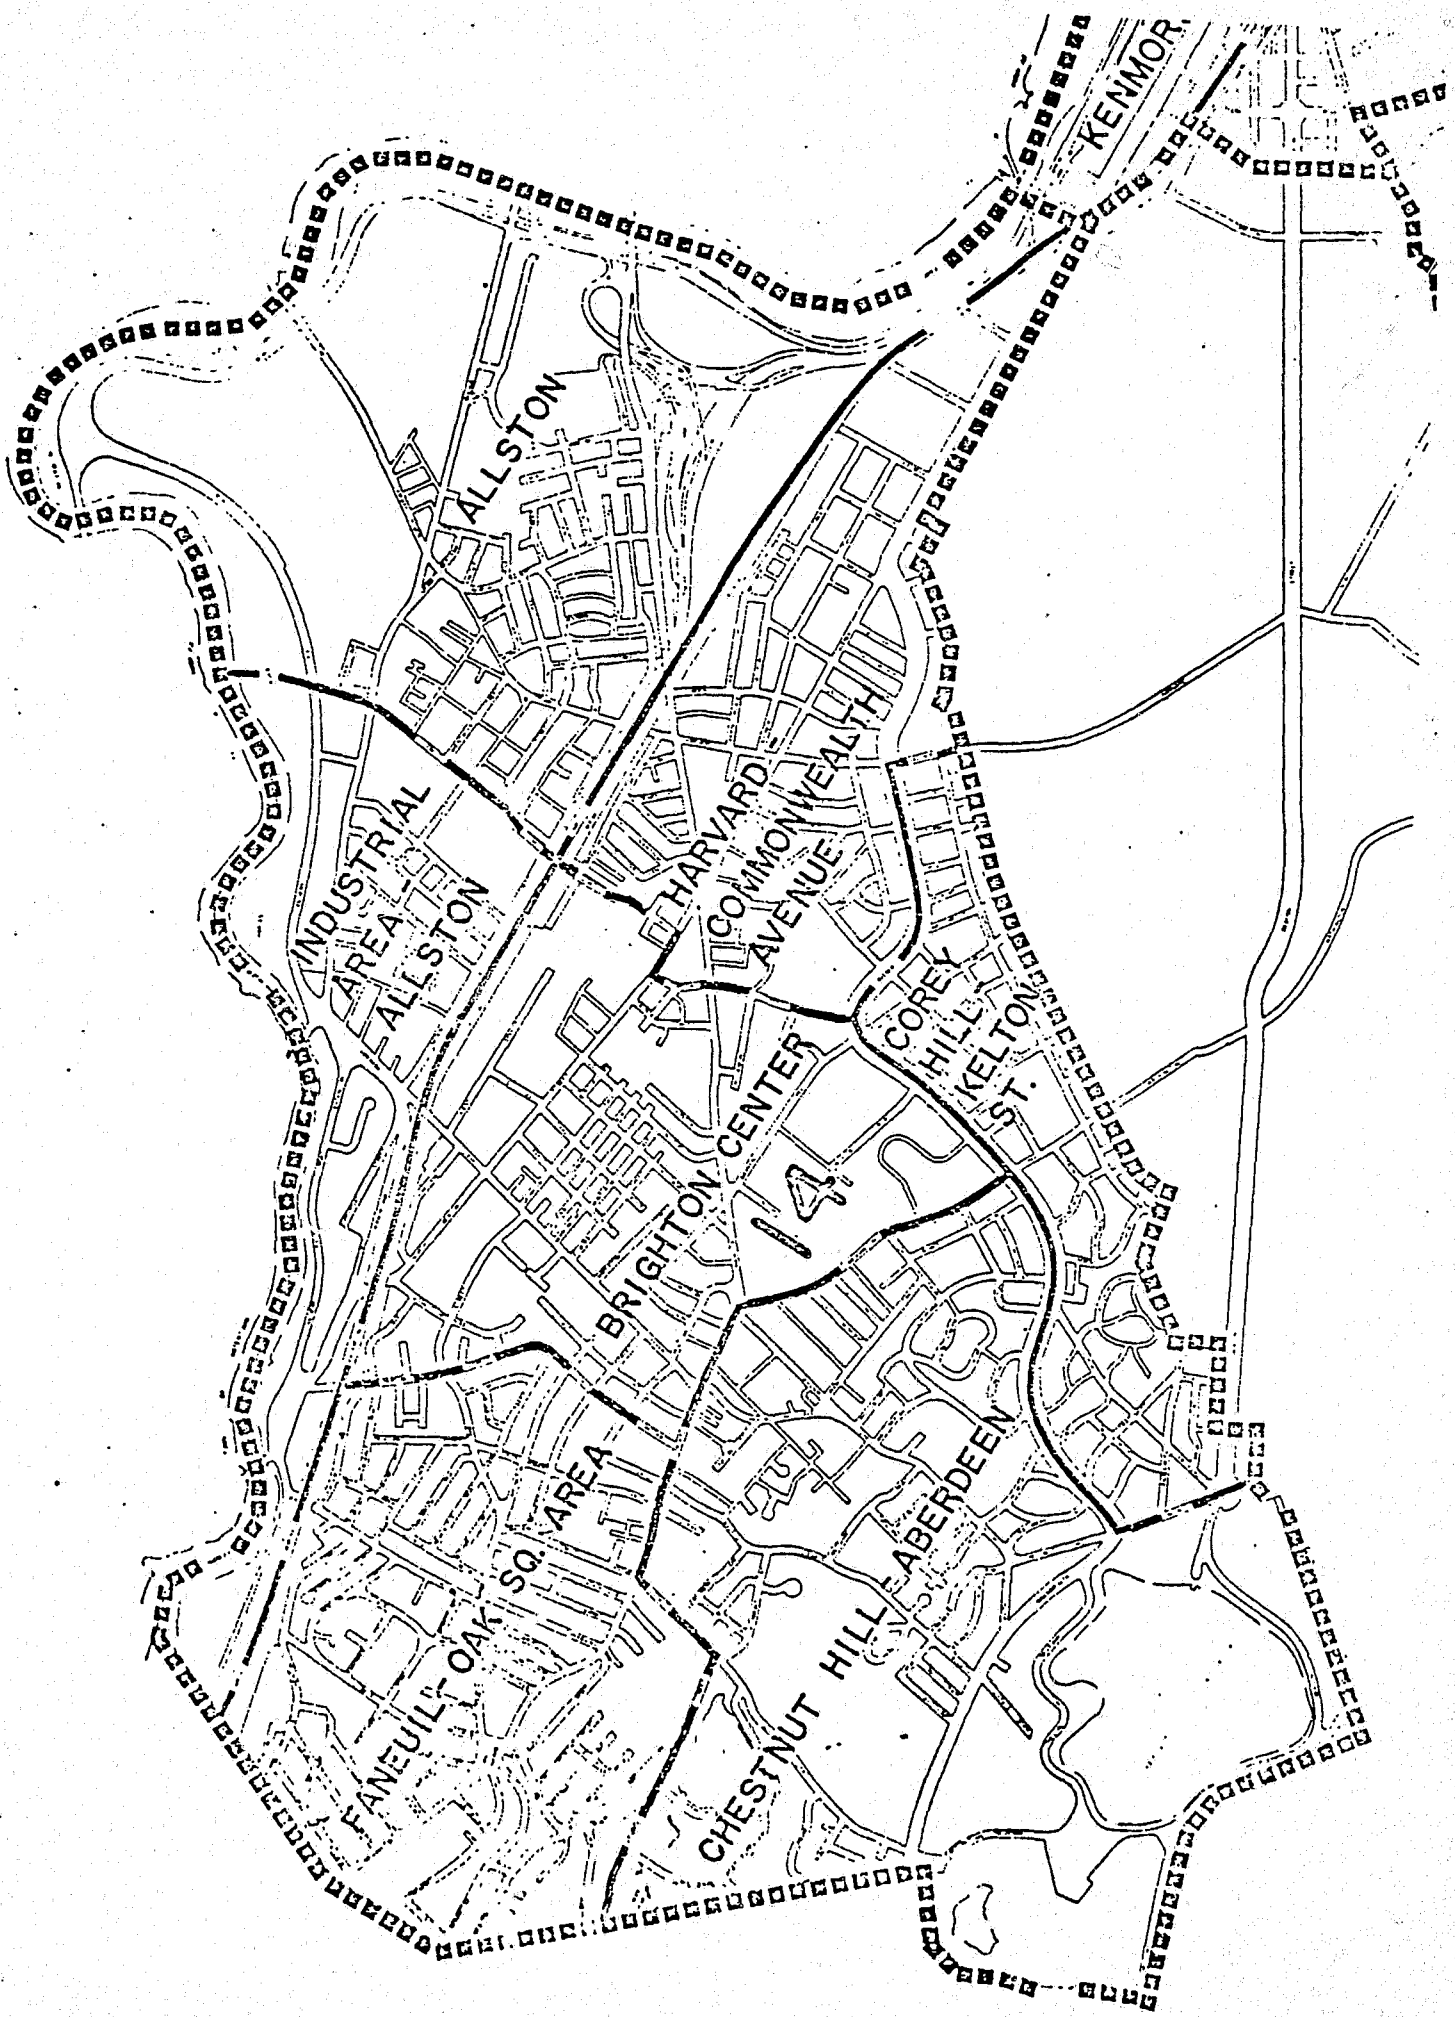 KENMOR
ALLSTON
INDUSTRIAL
AREA -
ALLSTON
HARVARD -
COMMONWEALTH
AVENUE
COREY
HILL -
KELTON
ST.
BRIGHTON CENTER
14
FANEUIL - OAK SQ. AREA
CHESTNUT HILL - ABERDEEN